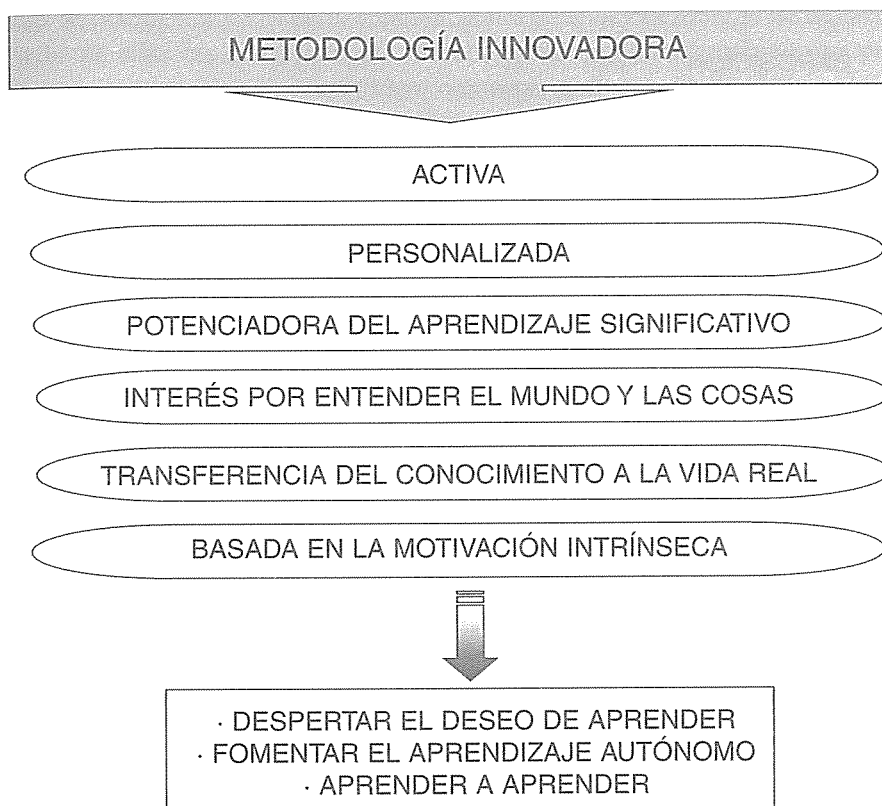 METODOLOGÍA INNOVADORA
ACTIVA
PERSONALIZADA
POTENCIADORA DEL APRENDIZAJE SIGNIFICATIVO
INTERÉS POR ENTENDER EL MUNDO Y LAS COSAS
TRANSFERENCIA DEL CONOCIMIENTO A LA VIDA REAL
BASADA EN LA MOTIVACIÓN INTRÍNSECA
· DESPERTAR EL DESEO DE APRENDER
· FOMENTAR EL APRENDIZAJE AUTÓNOMO
· APRENDER A APRENDER